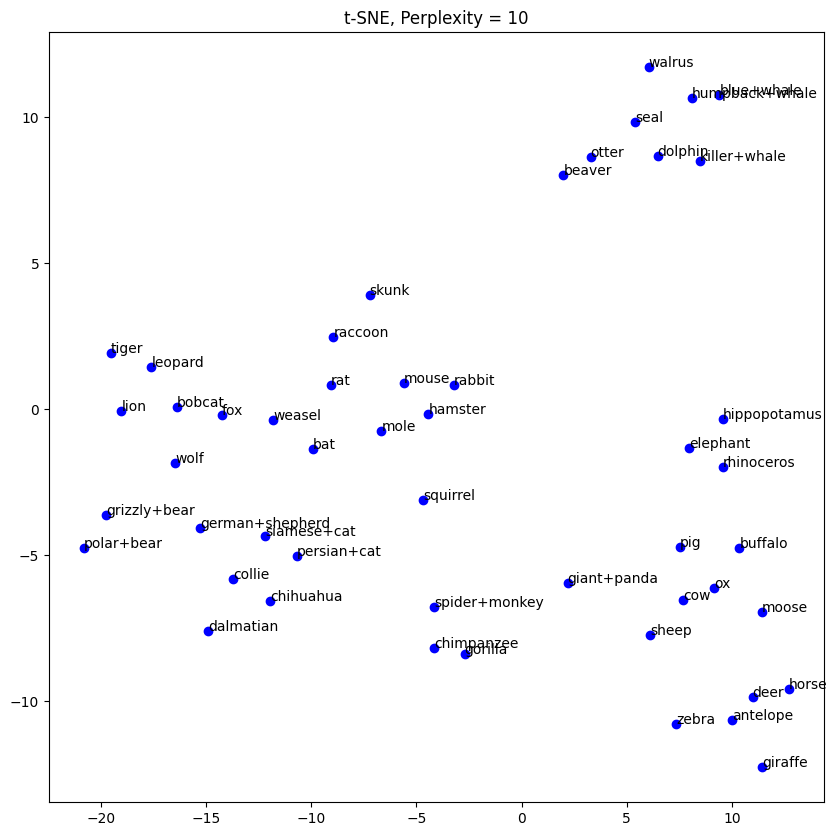 t-SNE, Perplexity = 10
walrus
blue+whale
humpback+whale
10
seal
otter
dolphin
killer+whale
beaver
5
skunk
raccoon
tiger
leopard
rat
mouse
rabbit
0
lion
bobcat
fox
weasel
hamster
hippopotamus
mole
bat
elephant
wolf
rhinoceros
squirrel
grizzly+bear
german+shepherd
siamese+cat
polar+bear
−5
persian+cat
pig
buffalo
collie
giant+panda
ox
chihuahua
spider+monkey
cow
moose
dalmatian
sheep
chimpanzee
gorilla
−10
horse
deer
zebra
antelope
giraffe
−20 −15 −10 −5 0 5 10